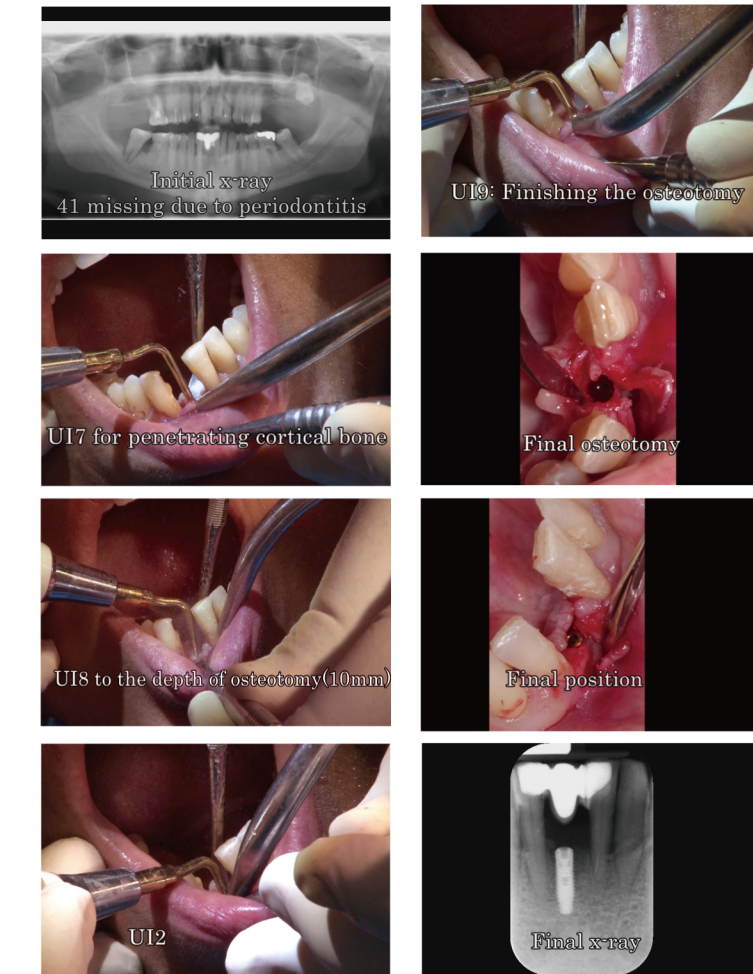 Initial x-ray
41 missing due to periodontitis
UI7 for penetrating cortical bone
UI8 to the depth of osteotomy(10mm)
UI2
UI9: Finishing the osteotomy
Final osteotomy
Final position
Final x-ray